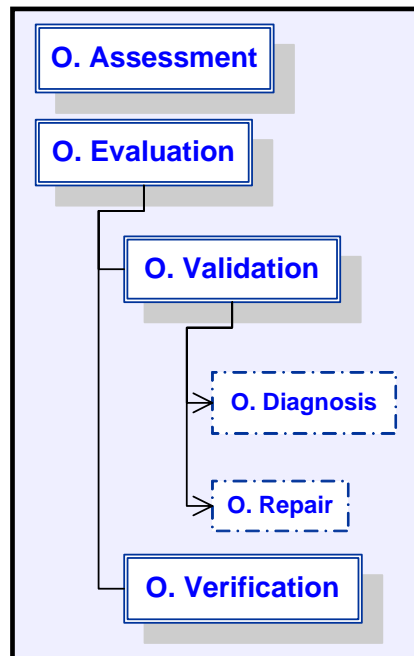 O. Assessment
O. Evaluation
O. Validation
O. Diagnosis
O. Repair
O. Verification